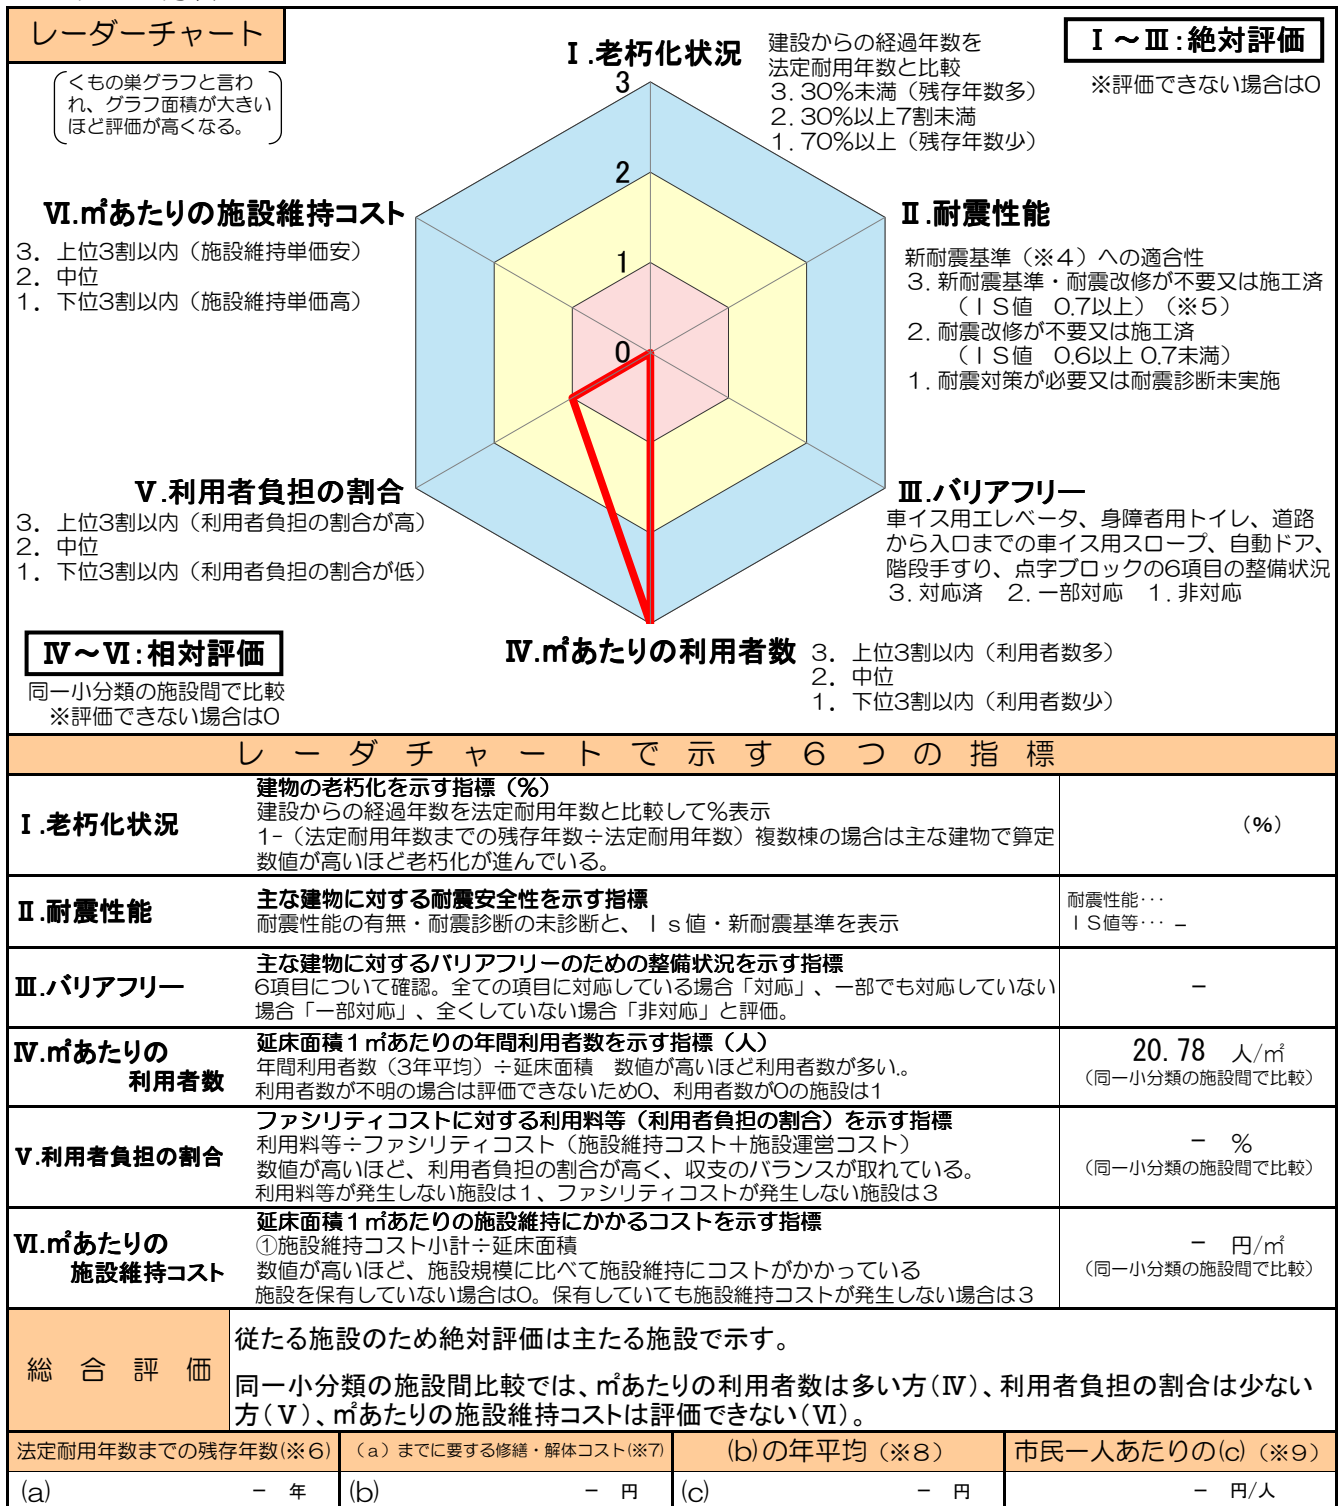 レーダーチャート
くもの巣グラフと言わ
れ、グラフ面積が大きい
ほど評価が高くなる。
Ⅰ.老朽化状況
建設からの経過年数を
法定耐用年数と比較
3. 30%未満（残存年数多）
2. 30%以上7割未満
1. 70%以上（残存年数少）
Ⅰ～Ⅲ:絶対評価
※評価できない場合は0
3
2
1
0
Ⅵ.㎡あたりの施設維持コスト
3. 上位3割以内（施設維持単価安）
2. 中位
1. 下位3割以内（施設維持単価高）
Ⅱ.耐震性能
新耐震基準（※4）への適合性
3. 新耐震基準・耐震改修が不要又は施工済
（ＩＳ値 0.7以上）（※5）
2. 耐震改修が不要又は施工済
（ＩＳ値 0.6以上 0.7未満）
1. 耐震対策が必要又は耐震診断未実施
Ⅴ.利用者負担の割合
3. 上位3割以内（利用者負担の割合が高）
2. 中位
1. 下位3割以内（利用者負担の割合が低）
Ⅲ.バリアフリー
車イス用エレベータ、身障者用トイレ、道路
から入口までの車イス用スロープ、自動ドア、
階段手すり、点字ブロックの6項目の整備状況
3. 対応済 2. 一部対応 1. 非対応
Ⅳ～Ⅵ:相対評価
同一小分類の施設間で比較
※評価できない場合は0
Ⅳ.㎡あたりの利用者数
3. 上位3割以内（利用者数多）
2. 中位
1. 下位3割以内（利用者数少）
レーダチャートで示す6つの指標
Ⅰ.老朽化状況
建物の老朽化を示す指標（%）
建設からの経過年数を法定耐用年数と比較して%表示
1-（法定耐用年数までの残存年数÷法定耐用年数）複数棟の場合は主な建物で算定
数値が高いほど老朽化が進んでいる。
（%）
Ⅱ.耐震性能
主な建物に対する耐震安全性を示す指標
耐震性能の有無・耐震診断の未診断と、Ｉｓ値・新耐震基準を表示
耐震性能…
ＩＳ値等… －
Ⅲ.バリアフリー
主な建物に対するバリアフリーのための整備状況を示す指標
6項目について確認。全ての項目に対応している場合「対応」、一部でも対応していない
場合「一部対応」、全くしていない場合「非対応」と評価。
－
Ⅳ.㎡あたりの
利用者数
延床面積１㎡あたりの年間利用者数を示す指標（人）
年間利用者数（3年平均）÷延床面積 数値が高いほど利用者数が多い。
利用者数が不明の場合は評価できないため0、利用者数が0の施設は1
20.78 人/㎡
（同一小分類の施設間で比較）
Ⅴ.利用者負担の割合
ファシリティコストに対する利用料等（利用者負担の割合）を示す指標
利用料等÷ファシリティコスト（施設維持コスト＋施設運営コスト）
数値が高いほど、利用者負担の割合が高く、収支のバランスが取れている。
利用料等が発生しない施設は１、ファシリティコストが発生しない施設は３
－ %
（同一小分類の施設間で比較）
Ⅵ.㎡あたりの
施設維持コスト
延床面積１㎡あたりの施設維持にかかるコストを示す指標
①施設維持コスト小計÷延床面積
数値が高いほど、施設規模に比べて施設維持にコストがかかっている
施設を保有していない場合は0。保有していても施設維持コストが発生しない場合は３
－ 円/㎡
（同一小分類の施設間で比較）
総合評価
従たる施設のため絶対評価は主たる施設で示す。
同一小分類の施設間比較では、㎡あたりの利用者数は多い方(Ⅳ)、利用者負担の割合は少ない
方(Ⅴ)、㎡あたりの施設維持コストは評価できない(Ⅵ)。
法定耐用年数までの残存年数(※6)
（a）までに要する修繕・解体コスト(※7)
(b)の年平均（※8）
市民一人あたりの(c)（※9）
(a) － 年
(b) － 円
(c) － 円
－ 円/人